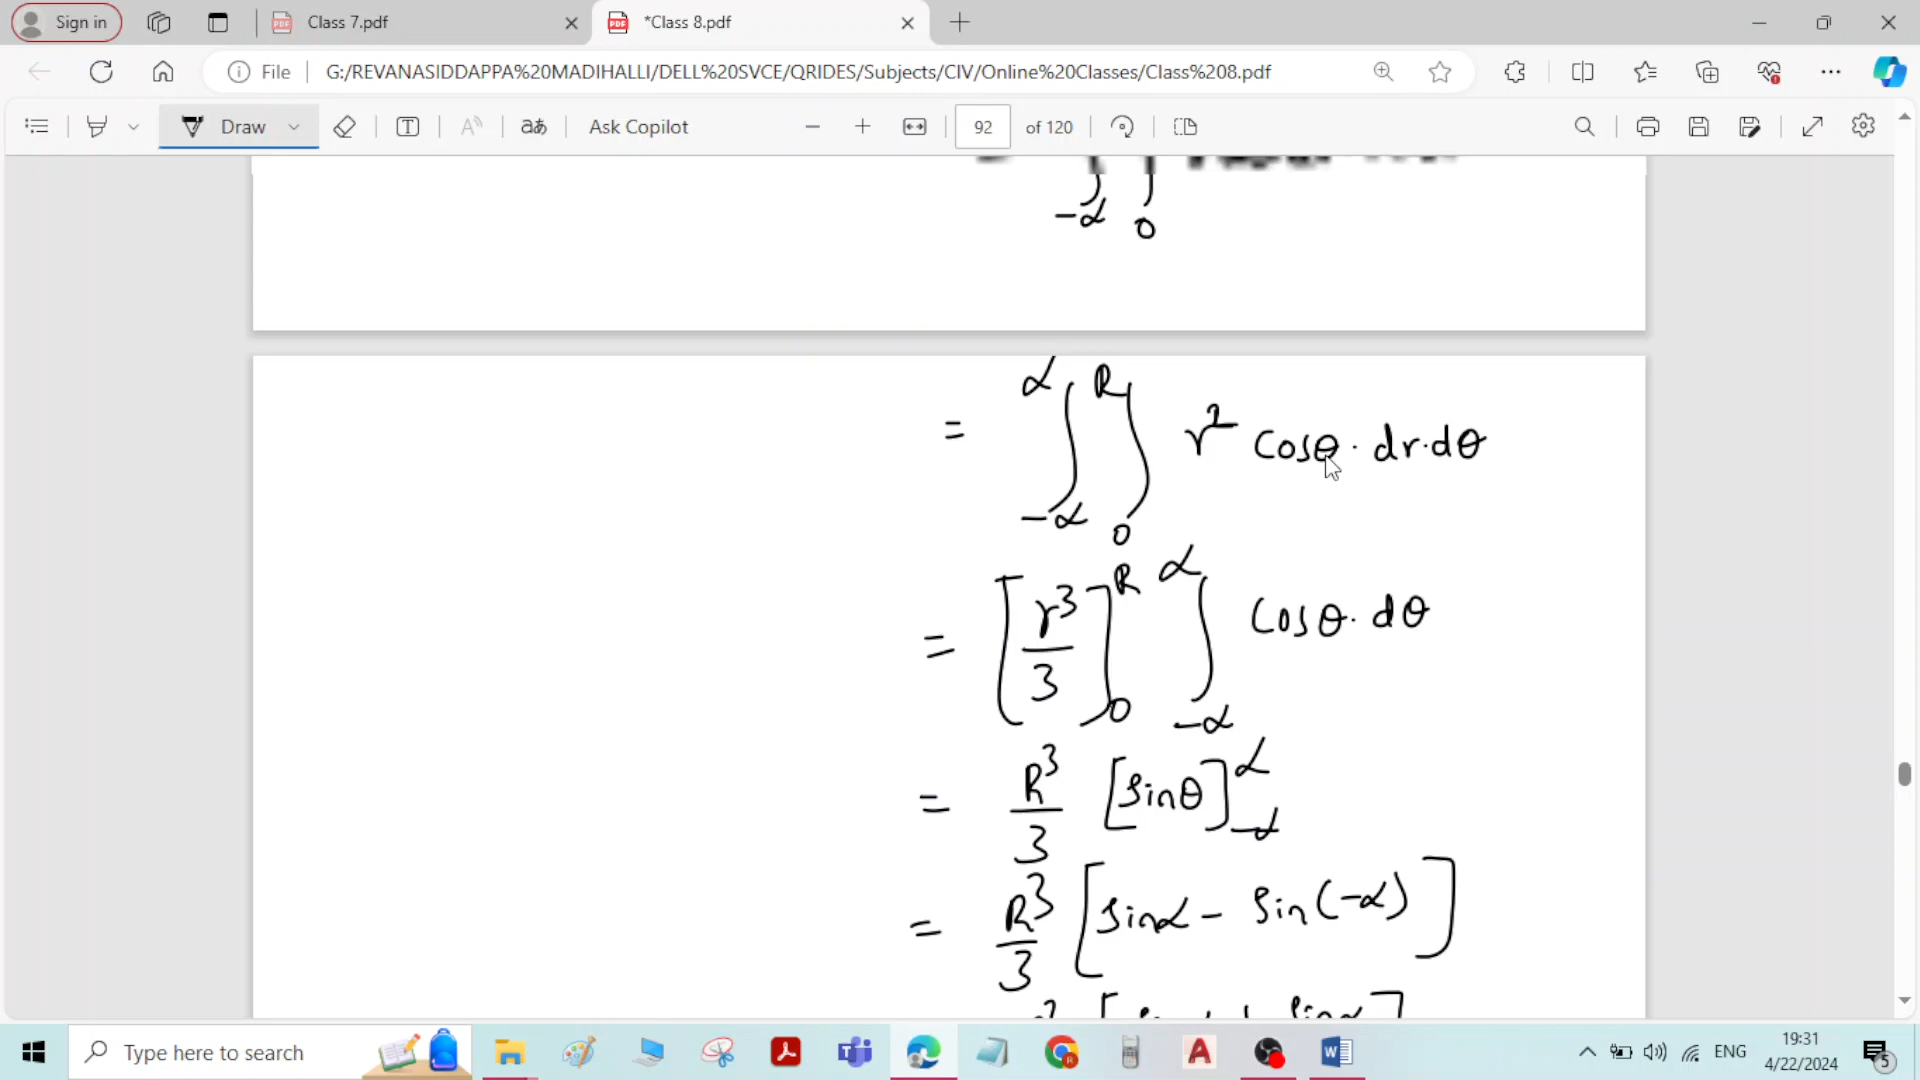 Sign in
Class 7.pdf
*Class 8.pdf
File
G:/REVANASIDDAPPA%20MADIHALLI/DELL%20SVCE/QRIDES/Subjects/CIV/Online%20Classes/Class%208.pdf
Draw
Ask Copilot
92 of 120
-α 0
= ∫_{-α}^{α} ∫_{0}^{R} r² cosθ · dr·dθ
= [r³/3]_{0}^{R} ∫_{-α}^{α} cosθ · dθ
= R³/3 [sinθ]_{-α}^{α}
= R³/3 [sinα - sin(-α)]
Type here to search
ENG
19:31
4/22/2024
5